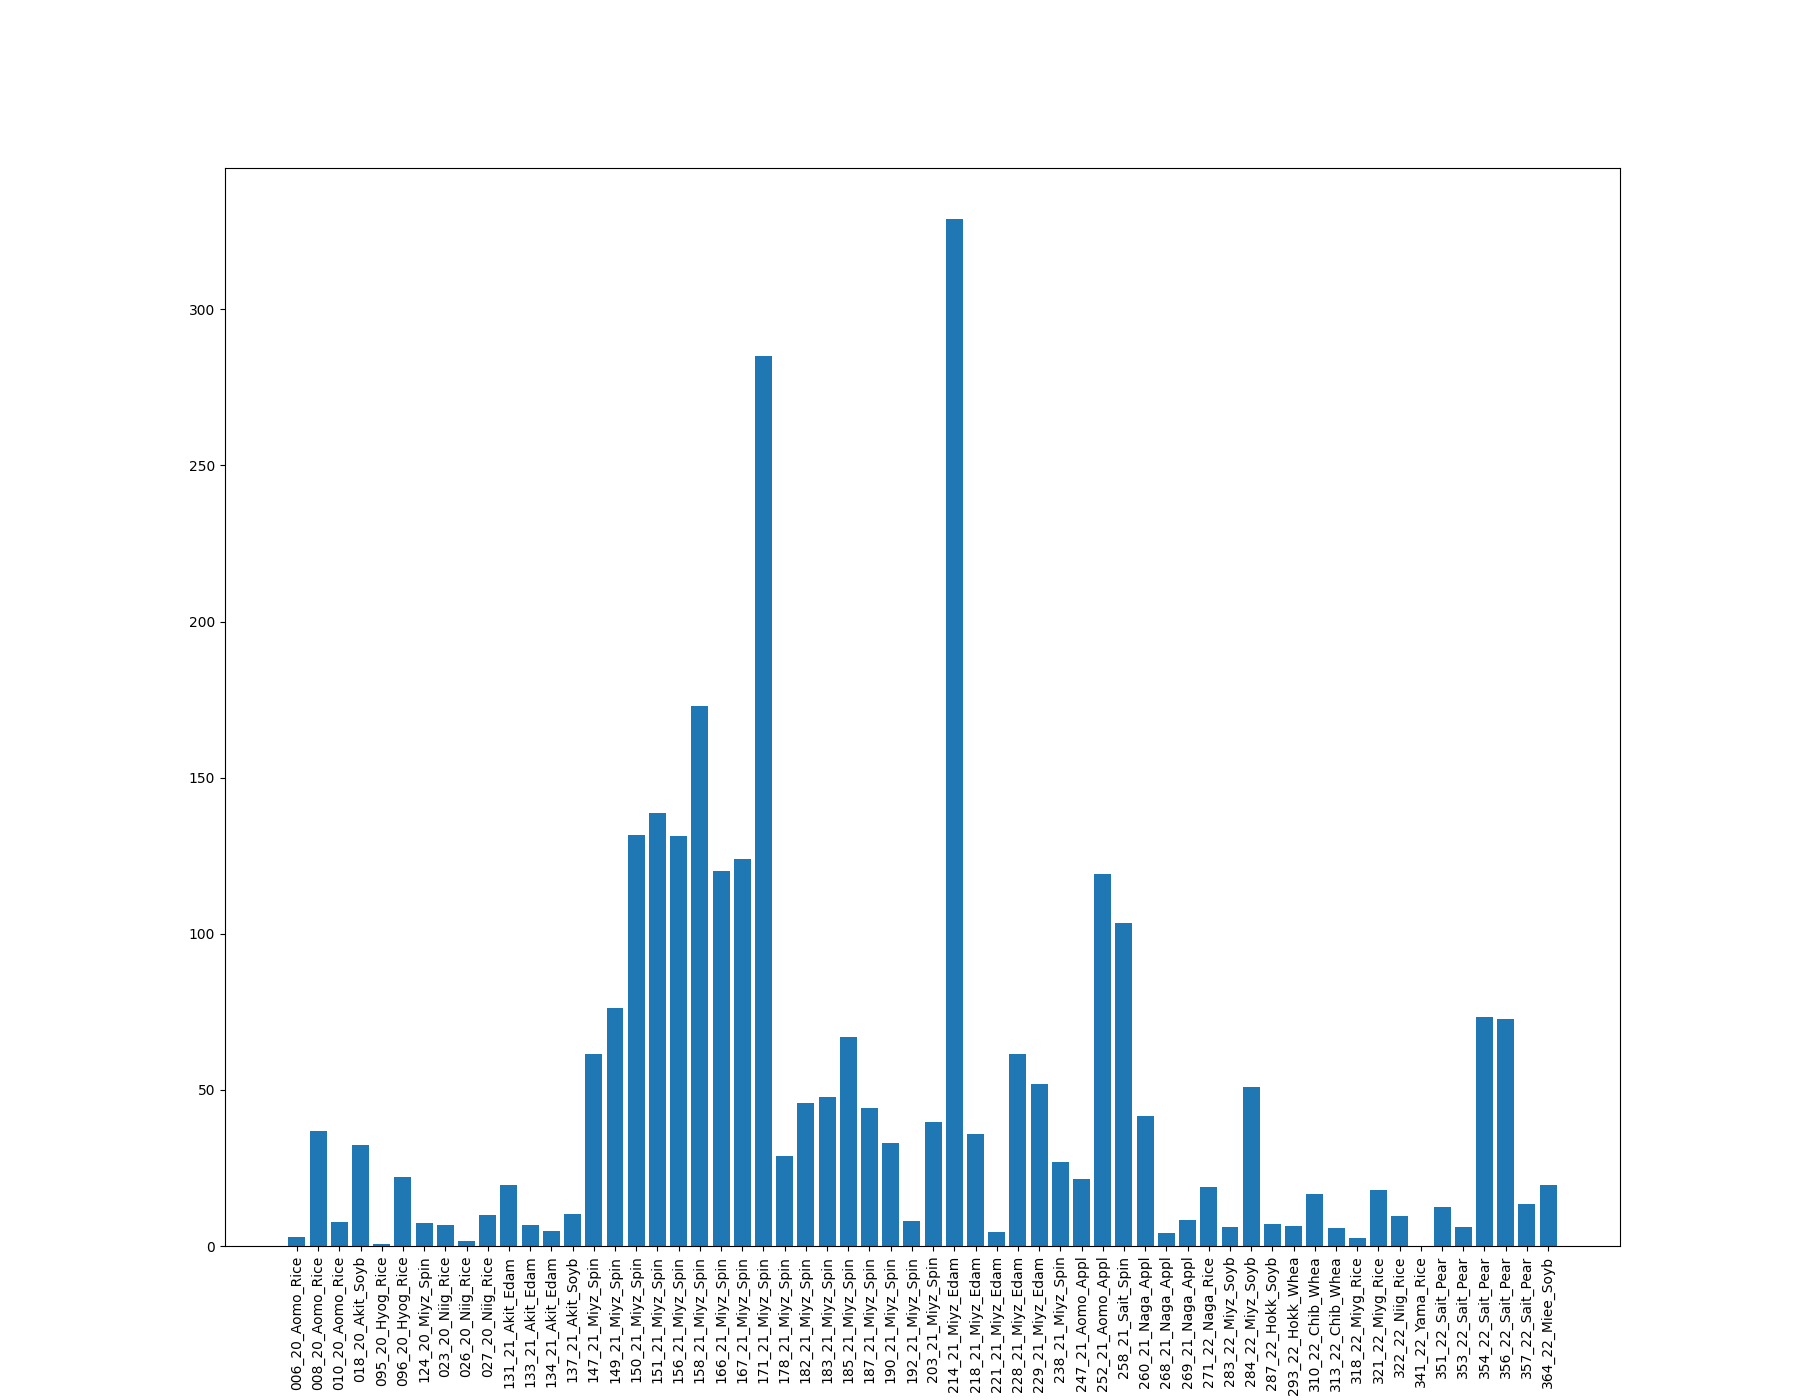 300
250
200
150
100
50
0
006_20_Aomo_Rice
008_20_Aomo_Rice
010_20_Aomo_Rice
018_20_Akit_Soyb
095_20_Hyog_Rice
096_20_Hyog_Rice
124_20_Miyz_Spin
023_20_Niig_Rice
026_20_Niig_Rice
027_20_Niig_Rice
131_21_Akit_Edam
133_21_Akit_Edam
134_21_Akit_Edam
137_21_Akit_Soyb
147_21_Miyz_Spin
149_21_Miyz_Spin
150_21_Miyz_Spin
151_21_Miyz_Spin
156_21_Miyz_Spin
158_21_Miyz_Spin
166_21_Miyz_Spin
167_21_Miyz_Spin
171_21_Miyz_Spin
178_21_Miyz_Spin
182_21_Miyz_Spin
183_21_Miyz_Spin
185_21_Miyz_Spin
187_21_Miyz_Spin
190_21_Miyz_Spin
192_21_Miyz_Spin
203_21_Miyz_Spin
214_21_Miyz_Edam
218_21_Miyz_Edam
221_21_Miyz_Edam
228_21_Miyz_Edam
229_21_Miyz_Edam
238_21_Miyz_Spin
247_21_Aomo_Appl
252_21_Aomo_Appl
258_21_Sait_Spin
260_21_Naga_Appl
268_21_Naga_Appl
269_21_Naga_Appl
271_22_Naga_Rice
283_22_Miyz_Soyb
284_22_Miyz_Soyb
287_22_Hokk_Soyb
293_22_Hokk_Whea
310_22_Chib_Whea
313_22_Chib_Whea
318_22_Miyg_Rice
321_22_Miyg_Rice
322_22_Niig_Rice
341_22_Yama_Rice
351_22_Sait_Pear
353_22_Sait_Pear
354_22_Sait_Pear
356_22_Sait_Pear
357_22_Sait_Pear
364_22_Miee_Soyb